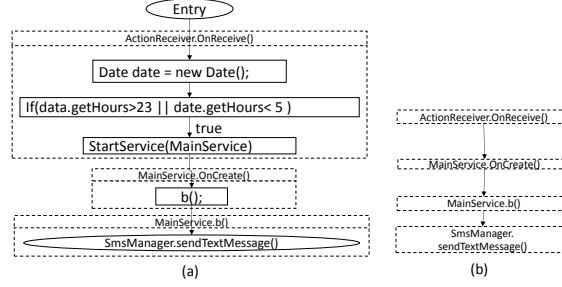 Entry
ActionReceiver.OnReceive()
Date date = new Date();
If(data.getHours>23 || date.getHours< 5 )
true
StartService(MainService)
MainService.OnCreate()
b();
MainService.b()
SmsManager.sendTextMessage()
(a)
ActionReceiver.OnReceive()
MainService.OnCreate()
MainService.b()
SmsManager.
sendTextMessage()
(b)